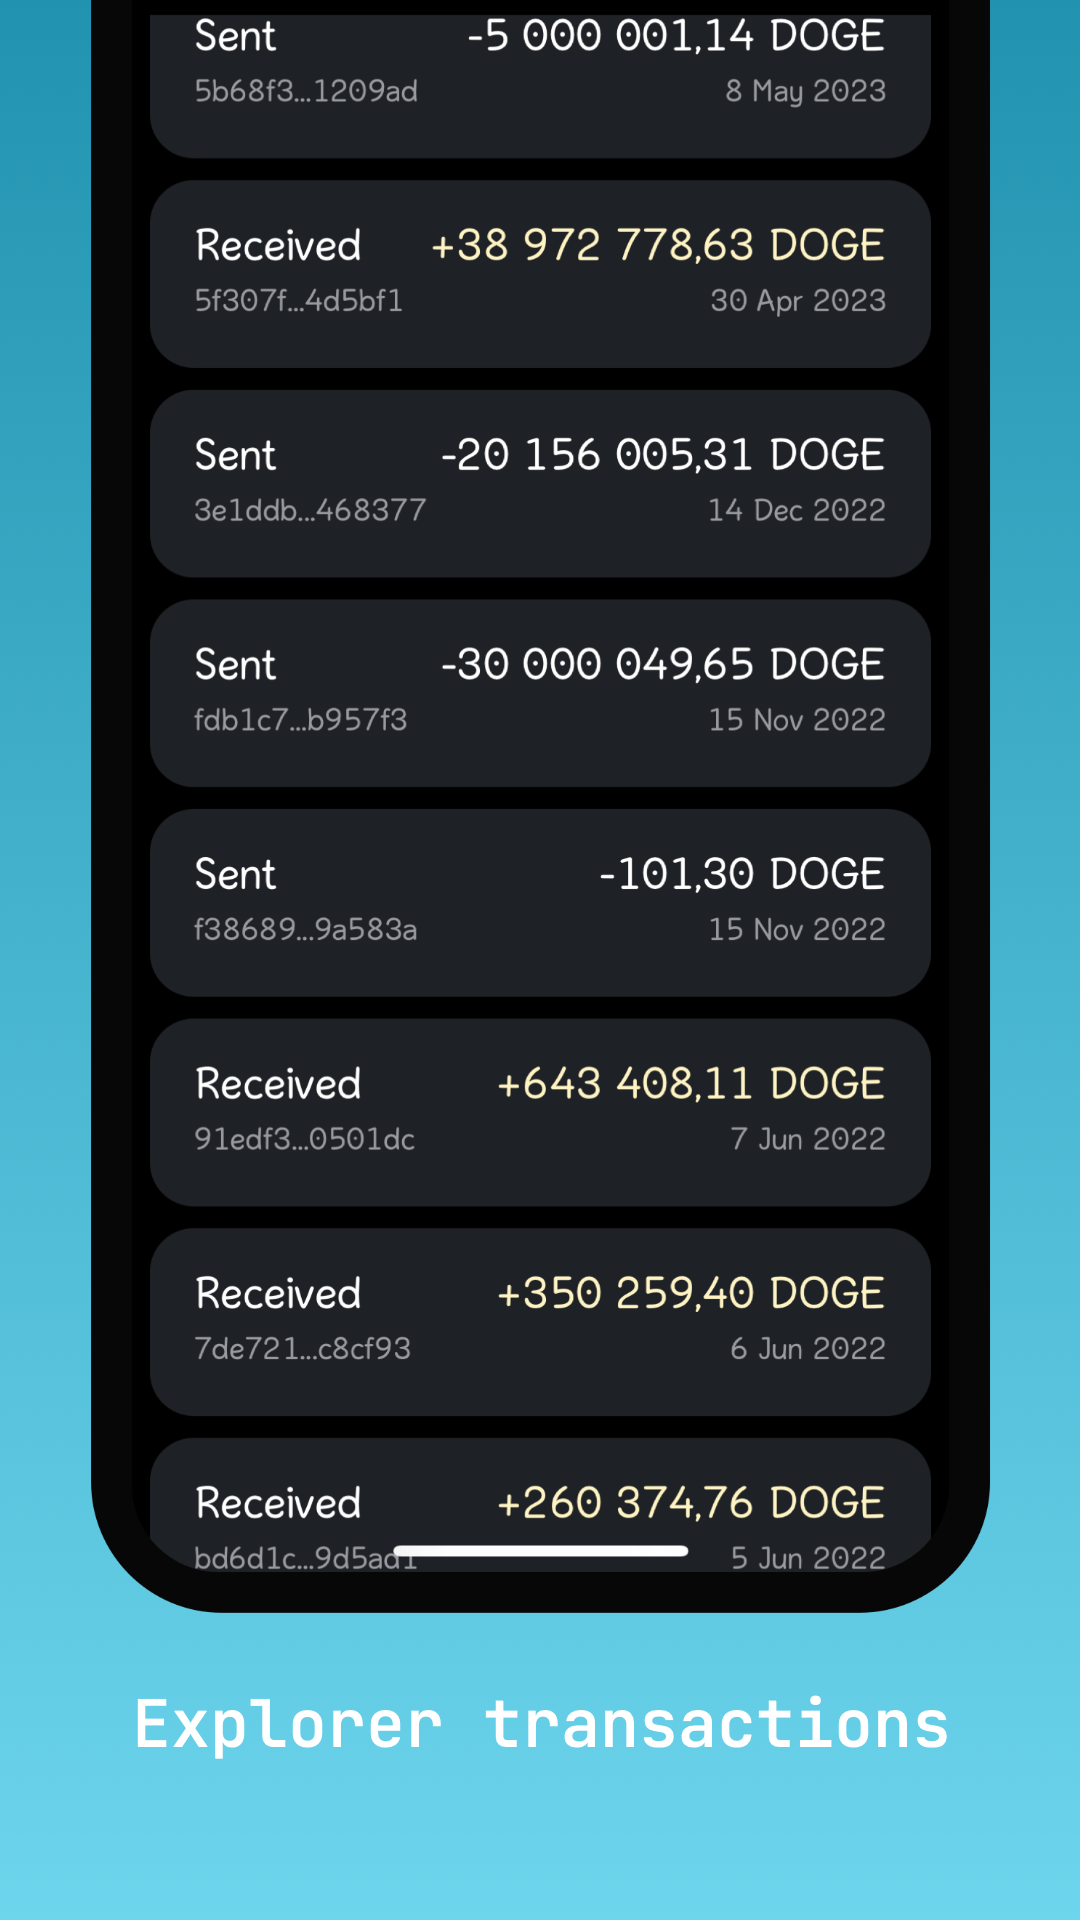 Sent -5 000 001,14 DOGE
5b68f3...1209ad 8 May 2023
Received +38 972 778,63 DOGE
5f307f...4d5bf1 30 Apr 2023
Sent -20 156 005,31 DOGE
3e1ddb...468377 14 Dec 2022
Sent -30 000 049,65 DOGE
fdb1c7...b957f3 15 Nov 2022
Sent -101,30 DOGE
f38689...9a583a 15 Nov 2022
Received +643 408,11 DOGE
91edf3...0501dc 7 Jun 2022
Received +350 259,40 DOGE
7de721...c8cf93 6 Jun 2022
Received +260 374,76 DOGE
bd6d1c...9d5ad1 5 Jun 2022
Explorer transactions